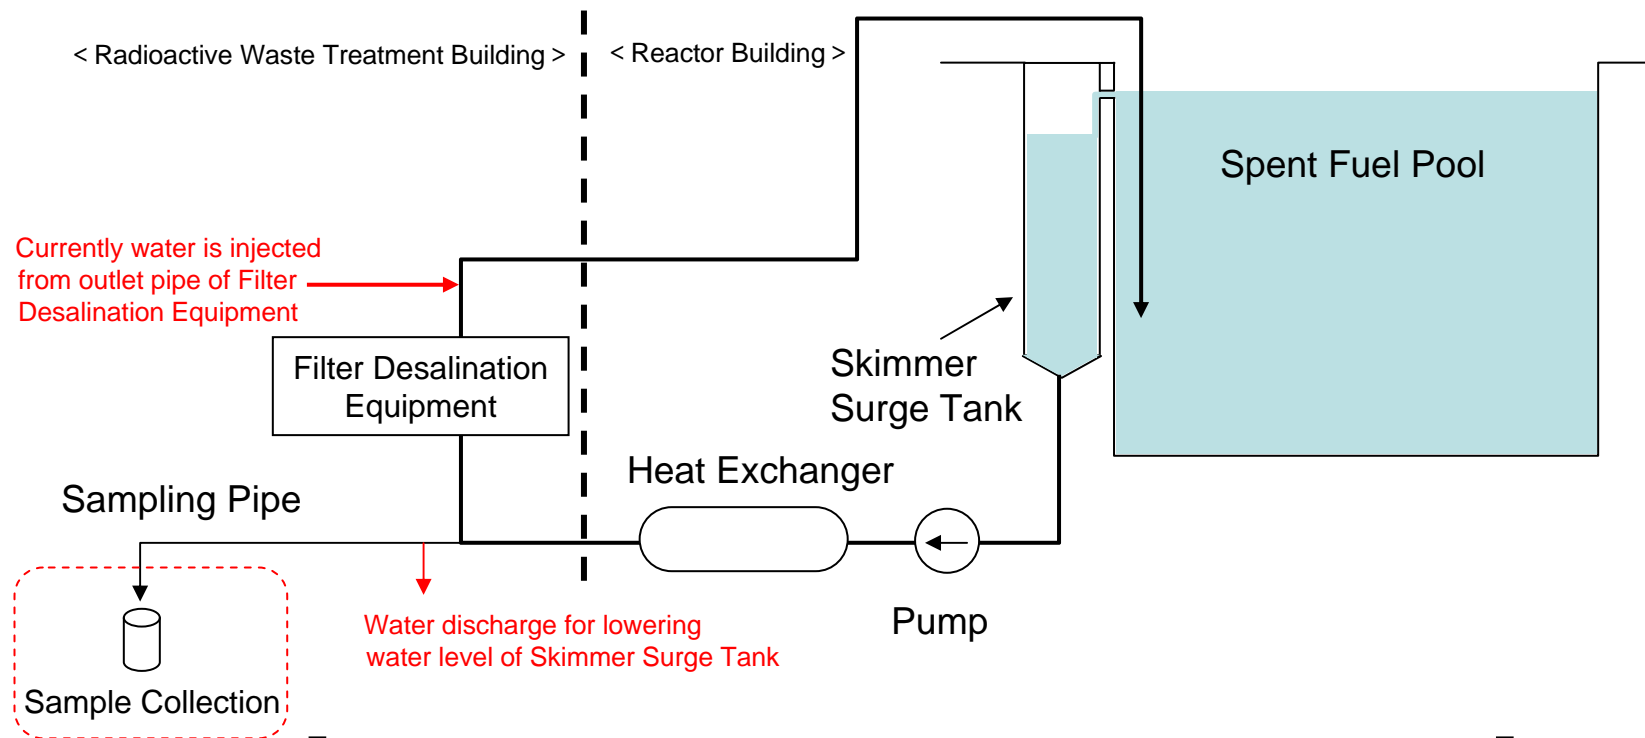 < Radioactive Waste Treatment Building >
< Reactor Building >
Spent Fuel Pool
Currently water is injected
from outlet pipe of Filter
Desalination Equipment
Filter Desalination
Equipment
Skimmer
Surge Tank
Heat Exchanger
Sampling Pipe
Pump
Water discharge for lowering
water level of Skimmer Surge Tank
Sample Collection